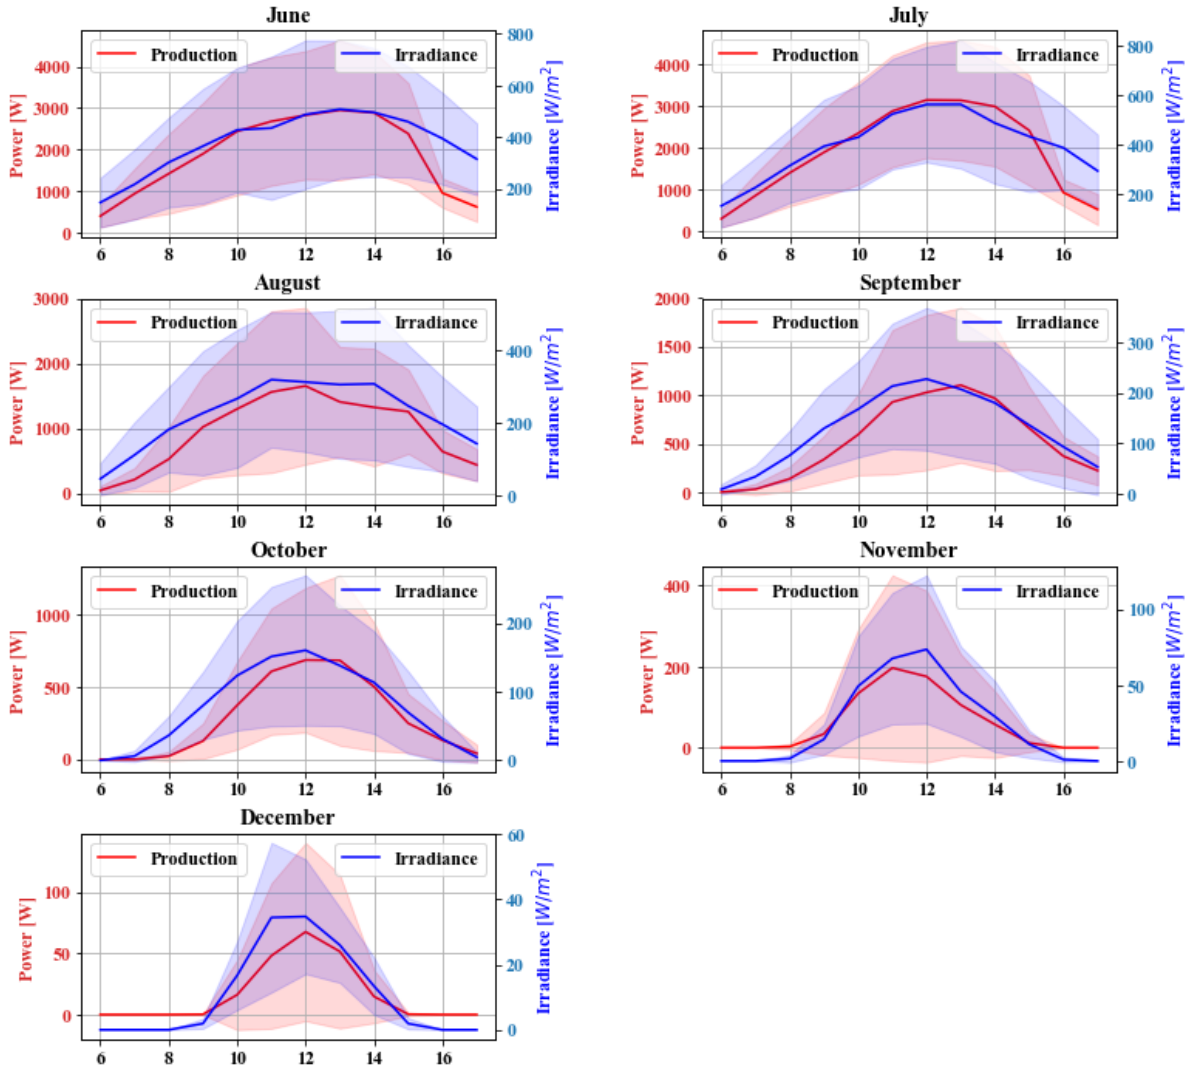 June
Production
Irradiance
Power [W]
4000
3000
2000
1000
0
800
600
400
200
Irradiance [W/m²]
6 8 10 12 14 16
July
Production
Irradiance
Power [W]
4000
3000
2000
1000
0
800
600
400
200
Irradiance [W/m²]
6 8 10 12 14 16
August
Production
Irradiance
Power [W]
3000
2000
1000
0
400
200
0
Irradiance [W/m²]
6 8 10 12 14 16
September
Production
Irradiance
Power [W]
2000
1500
1000
500
0
300
200
100
0
Irradiance [W/m²]
6 8 10 12 14 16
October
Production
Irradiance
Power [W]
1000
500
0
200
100
0
Irradiance [W/m²]
6 8 10 12 14 16
November
Production
Irradiance
Power [W]
400
200
0
100
50
0
Irradiance [W/m²]
6 8 10 12 14 16
December
Production
Irradiance
Power [W]
100
50
0
60
40
20
0
Irradiance [W/m²]
6 8 10 12 14 16